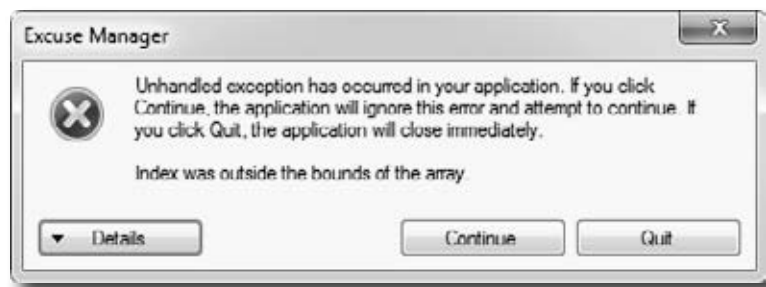 Excuse Manager
Unhandled exception has occurred in your application. If you click
Continue, the application will ignore this error and attempt to continue. If
you click Quit, the application will close immediately.
Index was outside the bounds of the array.
Details
Continue
Quit